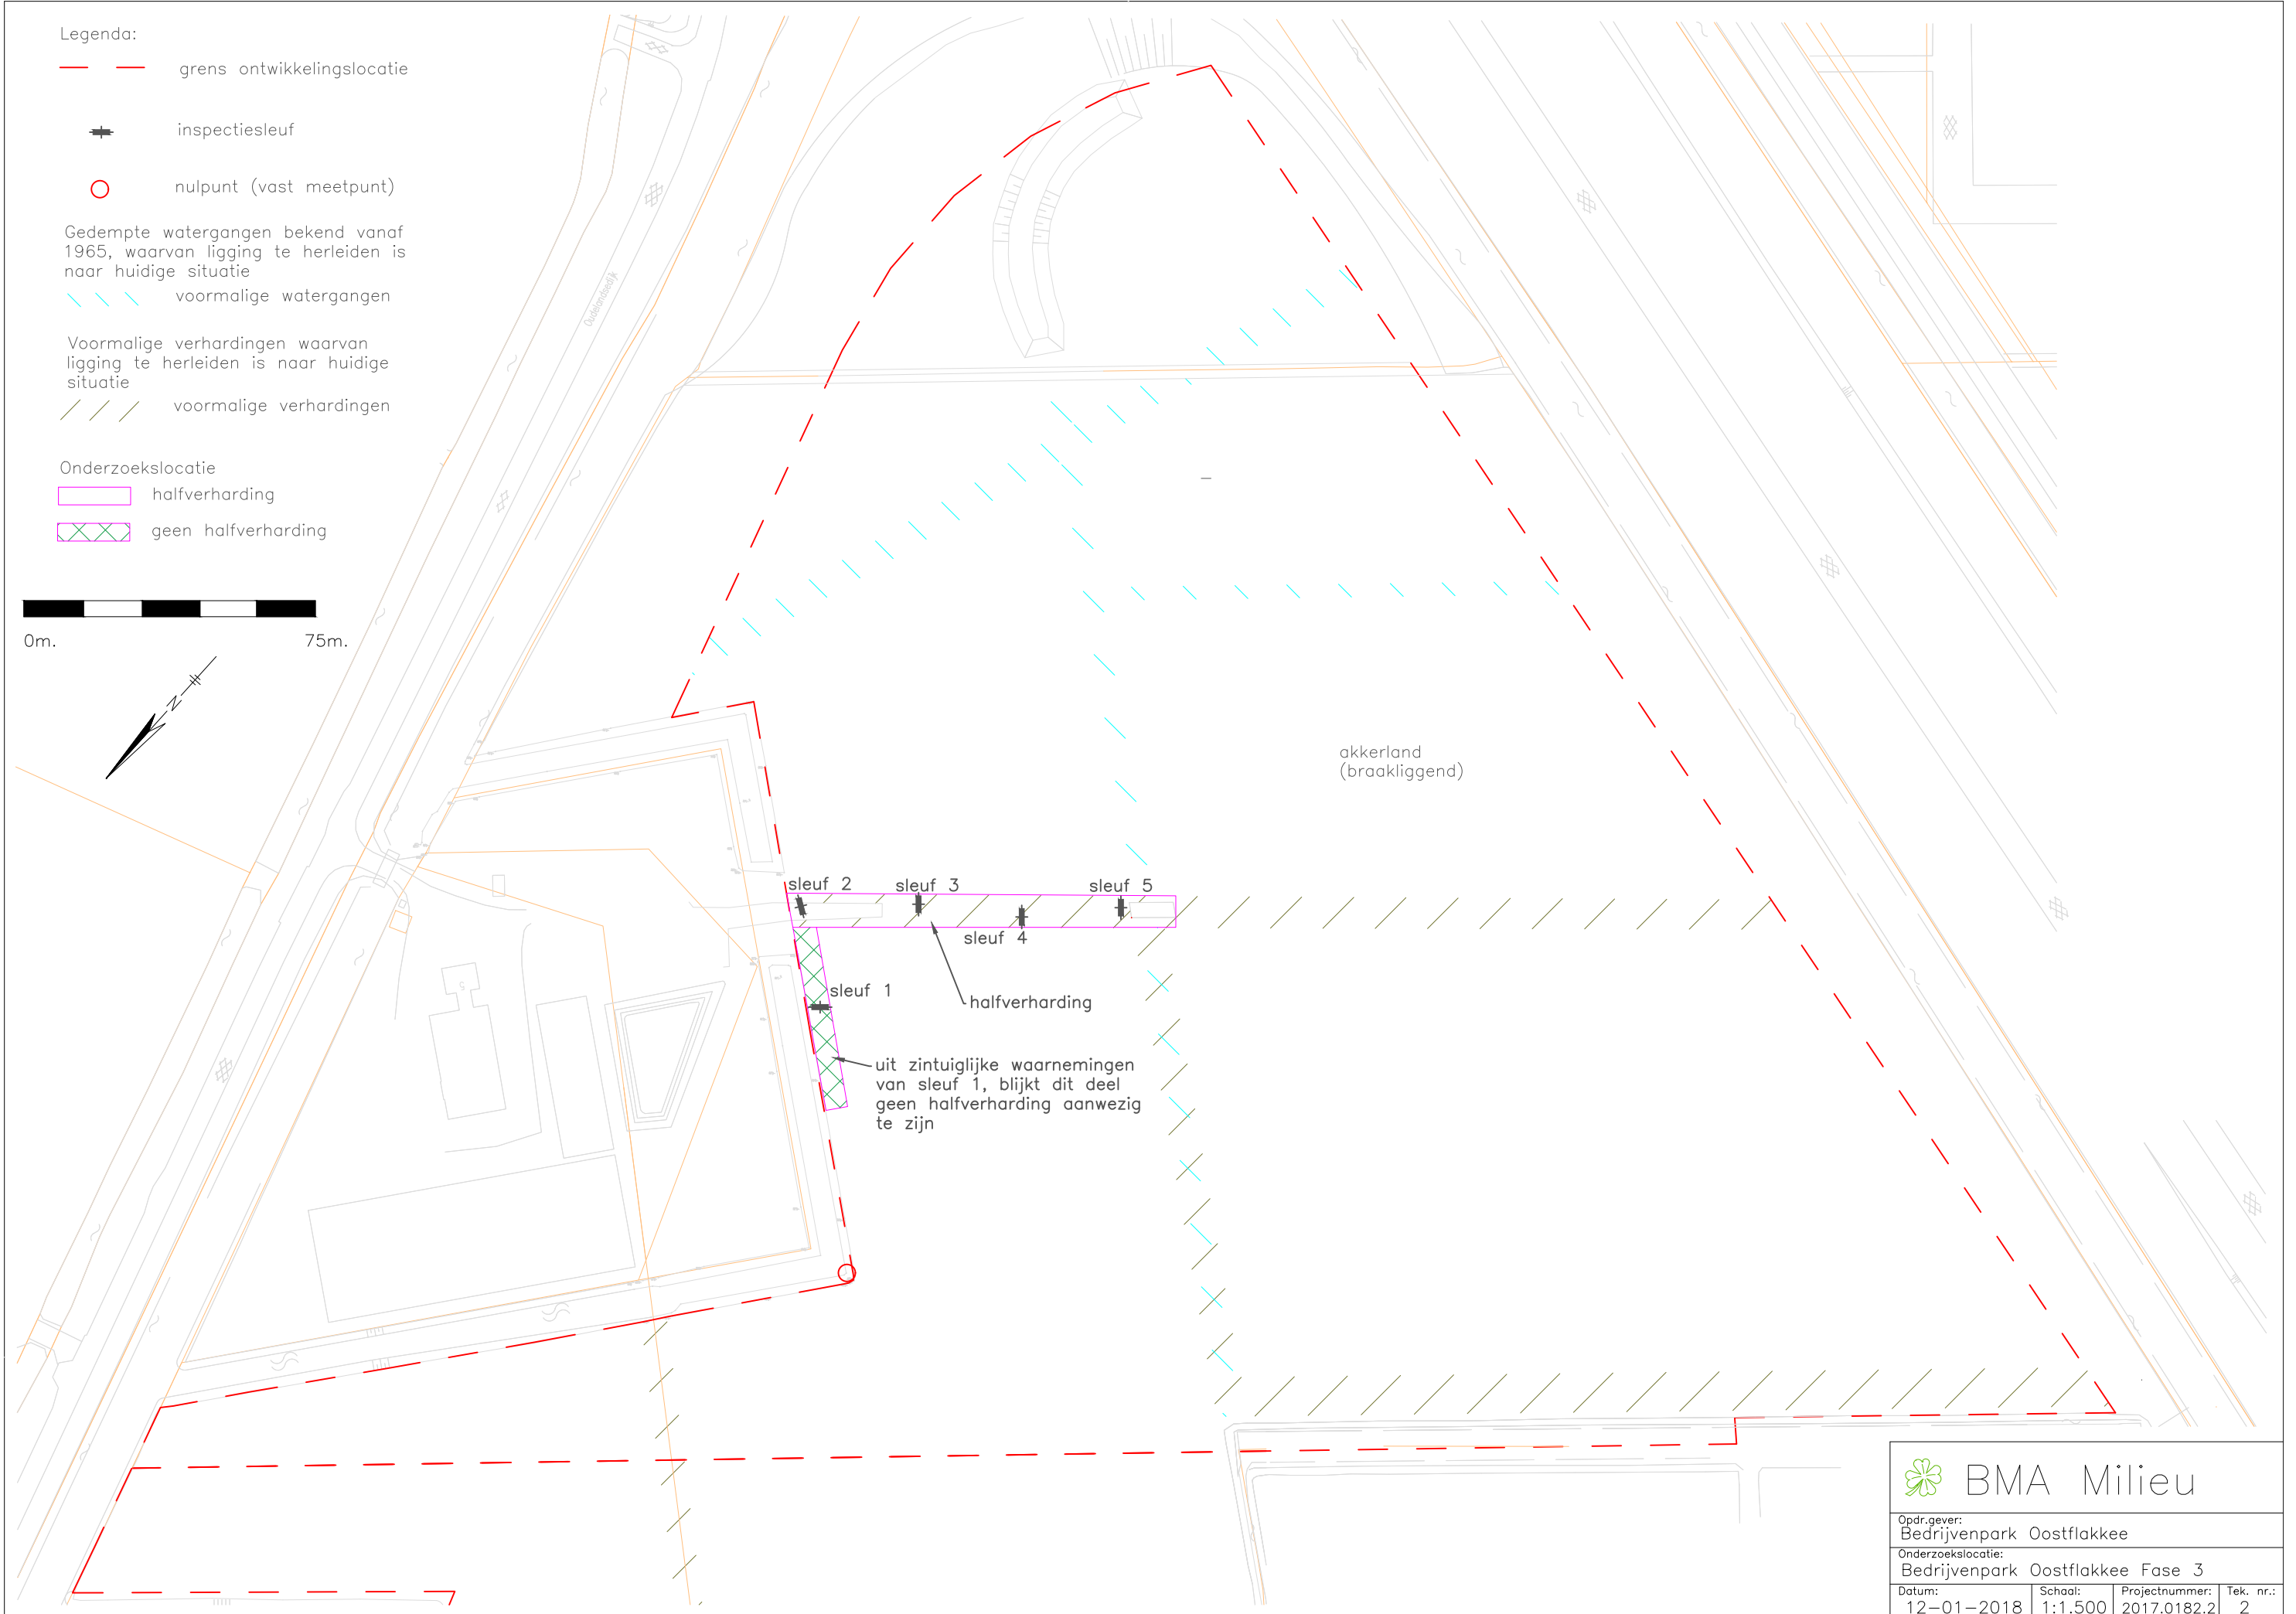 Legenda:
grens ontwikkelingslocatie
inspectiesleuf
nulpunt (vast meetpunt)
Gedempte watergangen bekend vanaf
1965, waarvan ligging te herleiden is
naar huidige situatie
voormalige watergangen
Voormalige verhardingen waarvan
ligging te herleiden is naar huidige
situatie
voormalige verhardingen
Onderzoekslocatie
halfverharding
geen halfverharding
0m. 75m.
N
Oudelandsedijk
akkerland
(braakliggend)
sleuf 2 sleuf 3 sleuf 5
sleuf 4
sleuf 1
halfverharding
uit zintuiglijke waarnemingen
van sleuf 1, blijkt dit deel
geen halfverharding aanwezig
te zijn
BMA Milieu
Opdr.gever:
Bedrijvenpark Oostflakkee
Onderzoekslocatie:
Bedrijvenpark Oostflakkee Fase 3
Datum: Schaal: Projectnummer: Tek. nr.:
12-01-2018 1:1.500 2017.0182.2 2